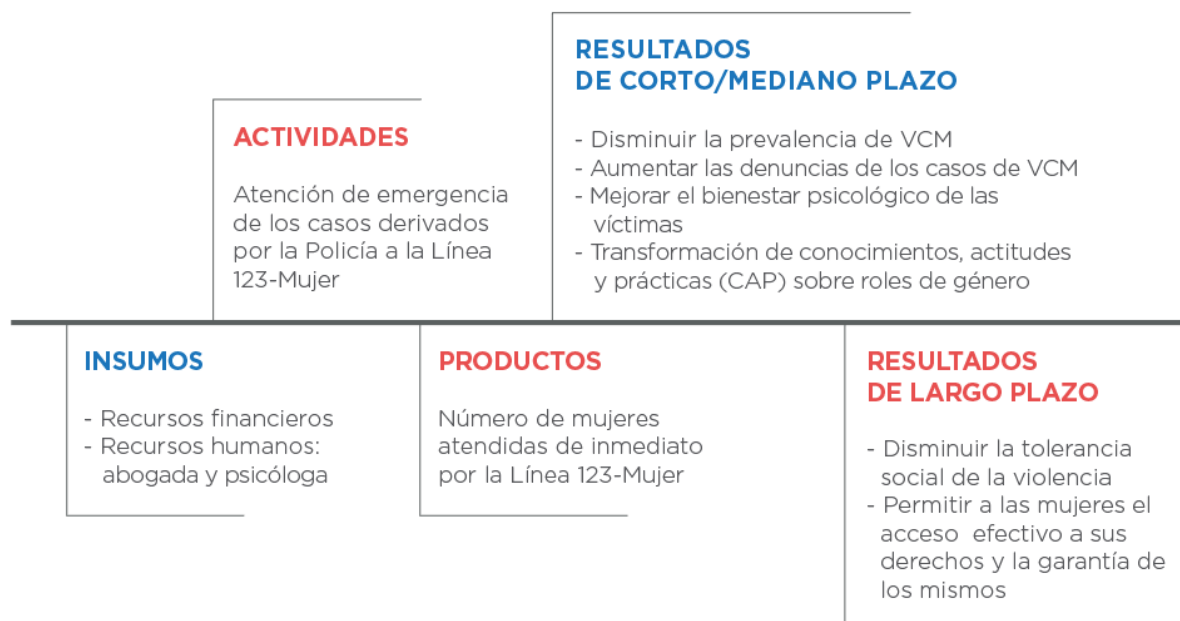 RESULTADOS
DE CORTO/MEDIANO PLAZO
- Disminuir la prevalencia de VCM
- Aumentar las denuncias de los casos de VCM
- Mejorar el bienestar psicológico de las
víctimas
- Transformación de conocimientos, actitudes
y prácticas (CAP) sobre roles de género
ACTIVIDADES
Atención de emergencia
de los casos derivados
por la Policía a la Línea
123-Mujer
INSUMOS
- Recursos financieros
- Recursos humanos:
abogada y psicóloga
PRODUCTOS
Número de mujeres
atendidas de inmediato
por la Línea 123-Mujer
RESULTADOS
DE LARGO PLAZO
- Disminuir la tolerancia
social de la violencia
- Permitir a las mujeres el
acceso efectivo a sus
derechos y la garantía de
los mismos